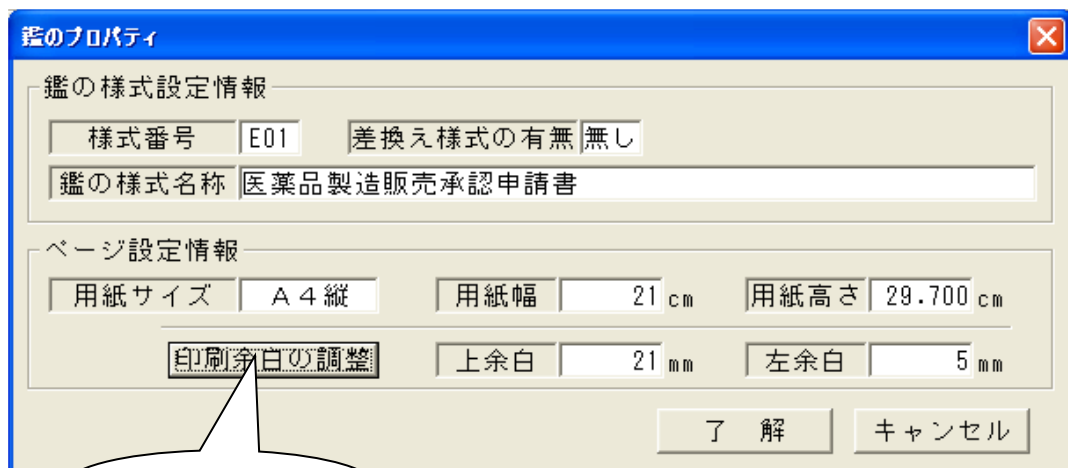 鑑のプロパティ
鑑の様式設定情報
様式番号 E01 差換え様式の有無 無し
鑑の様式名称 医薬品製造販売承認申請書
ページ設定情報
用紙サイズ A4縦 用紙幅 21 cm 用紙高さ 29.700 cm
印刷余白の調整 上余白 21 mm 左余白 5 mm
了 解 キャンセル